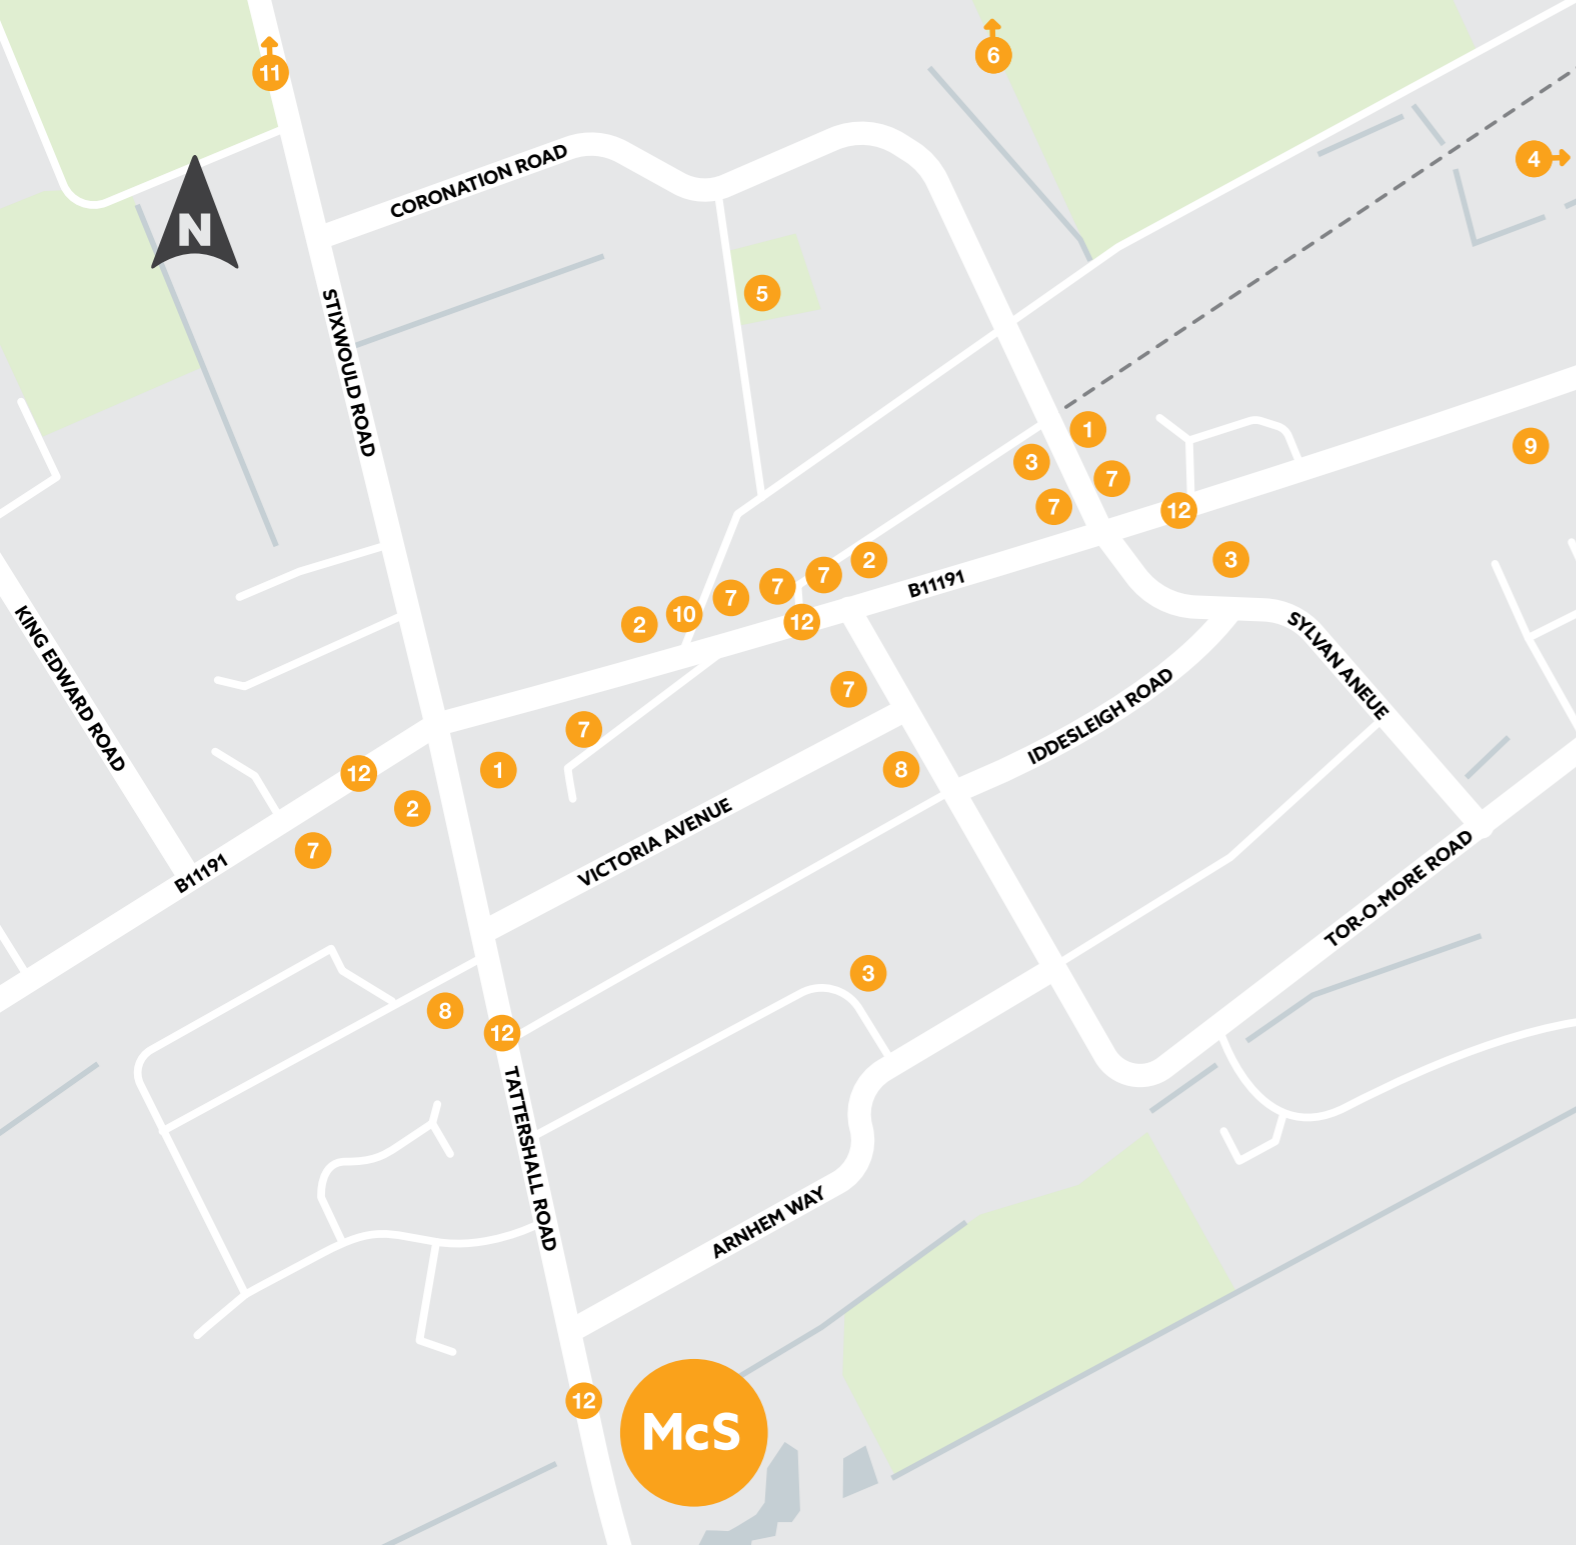 6
11
4
N
CORONATION ROAD
5
STIXWOULD ROAD
1
9
3
7
7
12
2
3
7
7
B11191
7
10
12
2
SYLVAN ANEUE
KING EDWARD ROAD
7
IDDESLEIGH ROAD
7
1
8
12
2
VICTORIA AVENUE
7
B11191
TOR-O-MORE ROAD
3
8
12
TATTERSHALL ROAD
ARNHEM WAY
12
McS